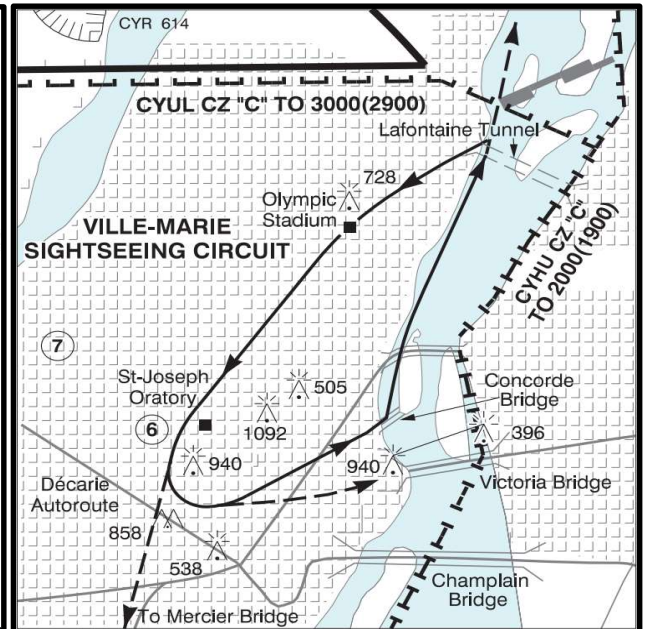 CYR 614
CYUL CZ "C" TO 3000(2900)
Lafontaine Tunnel
728
Olympic
Stadium
VILLE-MARIE
SIGHTSEEING CIRCUIT
CYHU CZ "C"
TO 2000(1900)
7
St-Joseph
Oratory
505
Concorde
Bridge
1092
6
396
940
940
Décarie
Autoroute
Victoria Bridge
858
538
Champlain
Bridge
To Mercier Bridge